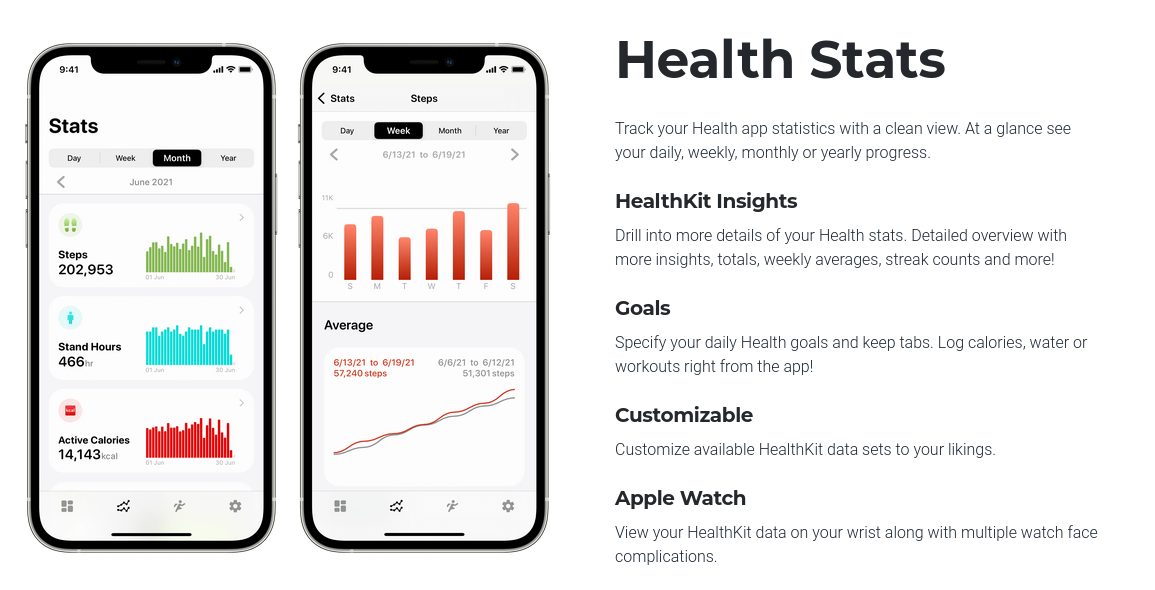 9:41
Stats
Day Week Month Year
June 2021
Steps
202,953
01 Jun 30 Jun
Stand Hours
466hr
01 Jun 30 Jun
kcal
Active Calories
14,143kcal
01 Jun 30 Jun
9:41
Stats Steps
Day Week Month Year
6/13/21 to 6/19/21
11K
6K
0
S M T W T F S
Average
6/13/21 to 6/19/21 6/6/21 to 6/12/21
57,240 steps 51,301 steps
Health Stats
Track your Health app statistics with a clean view. At a glance see
your daily, weekly, monthly or yearly progress.
HealthKit Insights
Drill into more details of your Health stats. Detailed overview with
more insights, totals, weekly averages, streak counts and more!
Goals
Specify your daily Health goals and keep tabs. Log calories, water or
workouts right from the app!
Customizable
Customize available HealthKit data sets to your likings.
Apple Watch
View your HealthKit data on your wrist along with multiple watch face
complications.